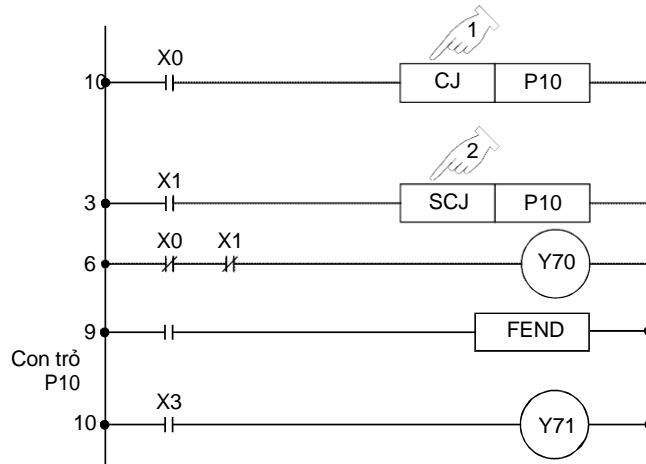 1
X0
10 CJ P10
2
X1
3 SCJ P10
X0 X1
6 Y70
9 FEND
Con trỏ
P10
X3
10 Y71